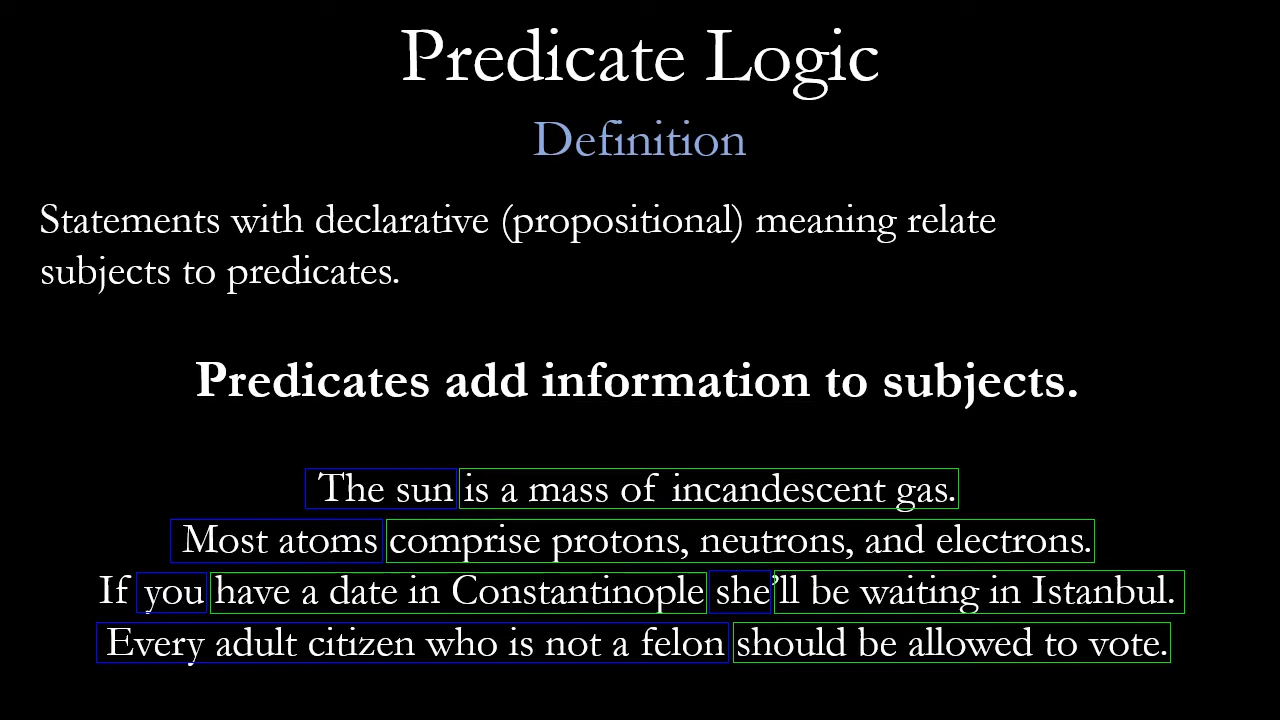 Predicate Logic
Definition
Statements with declarative (propositional) meaning relate
subjects to predicates.
Predicates add information to subjects.
The sun is a mass of incandescent gas.
Most atoms comprise protons, neutrons, and electrons.
If you have a date in Constantinople she’ll be waiting in Istanbul.
Every adult citizen who is not a felon should be allowed to vote.